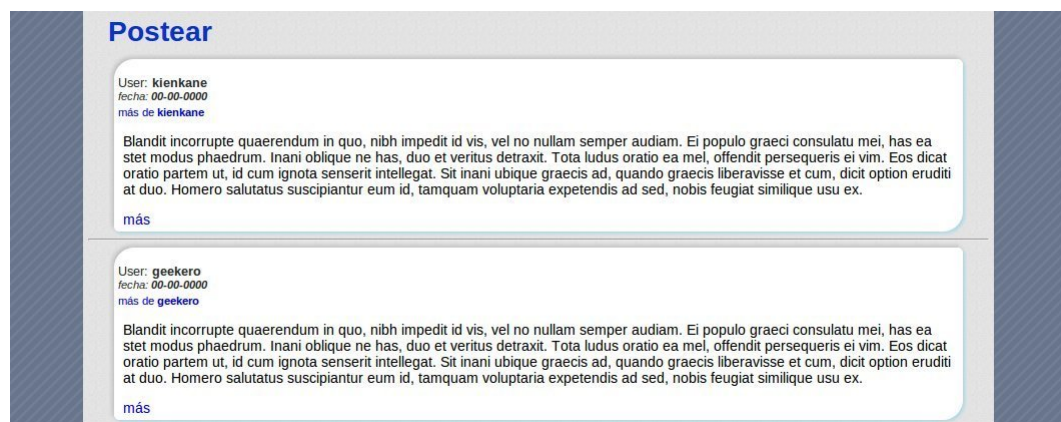 Postear
User: kienkane
fecha: 00-00-0000
más de kienkane
Blandit incorrupte quaerendum in quo, nibh impedit id vis, vel no nullam semper audiam. Ei populo graeci consulatu mei, has ea
stet modus phaedrum. Inani oblique ne has, duo et veritus detraxit. Tota ludus oratio ea mel, offendit persequeris ei vim. Eos dicat
oratio partem ut, id cum ignota senserit intellegat. Sit inani ubique graecis ad, quando graecis liberavisse et cum, dicit option eruditi
at duo. Homero salutatus suscipiantur eum id, tamquam voluptaria expetendis ad sed, nobis feugiat similique usu ex.
más
User: geekero
fecha: 00-00-0000
más de geekero
Blandit incorrupte quaerendum in quo, nibh impedit id vis, vel no nullam semper audiam. Ei populo graeci consulatu mei, has ea
stet modus phaedrum. Inani oblique ne has, duo et veritus detraxit. Tota ludus oratio ea mel, offendit persequeris ei vim. Eos dicat
oratio partem ut, id cum ignota senserit intellegat. Sit inani ubique graecis ad, quando graecis liberavisse et cum, dicit option eruditi
at duo. Homero salutatus suscipiantur eum id, tamquam voluptaria expetendis ad sed, nobis feugiat similique usu ex.
más